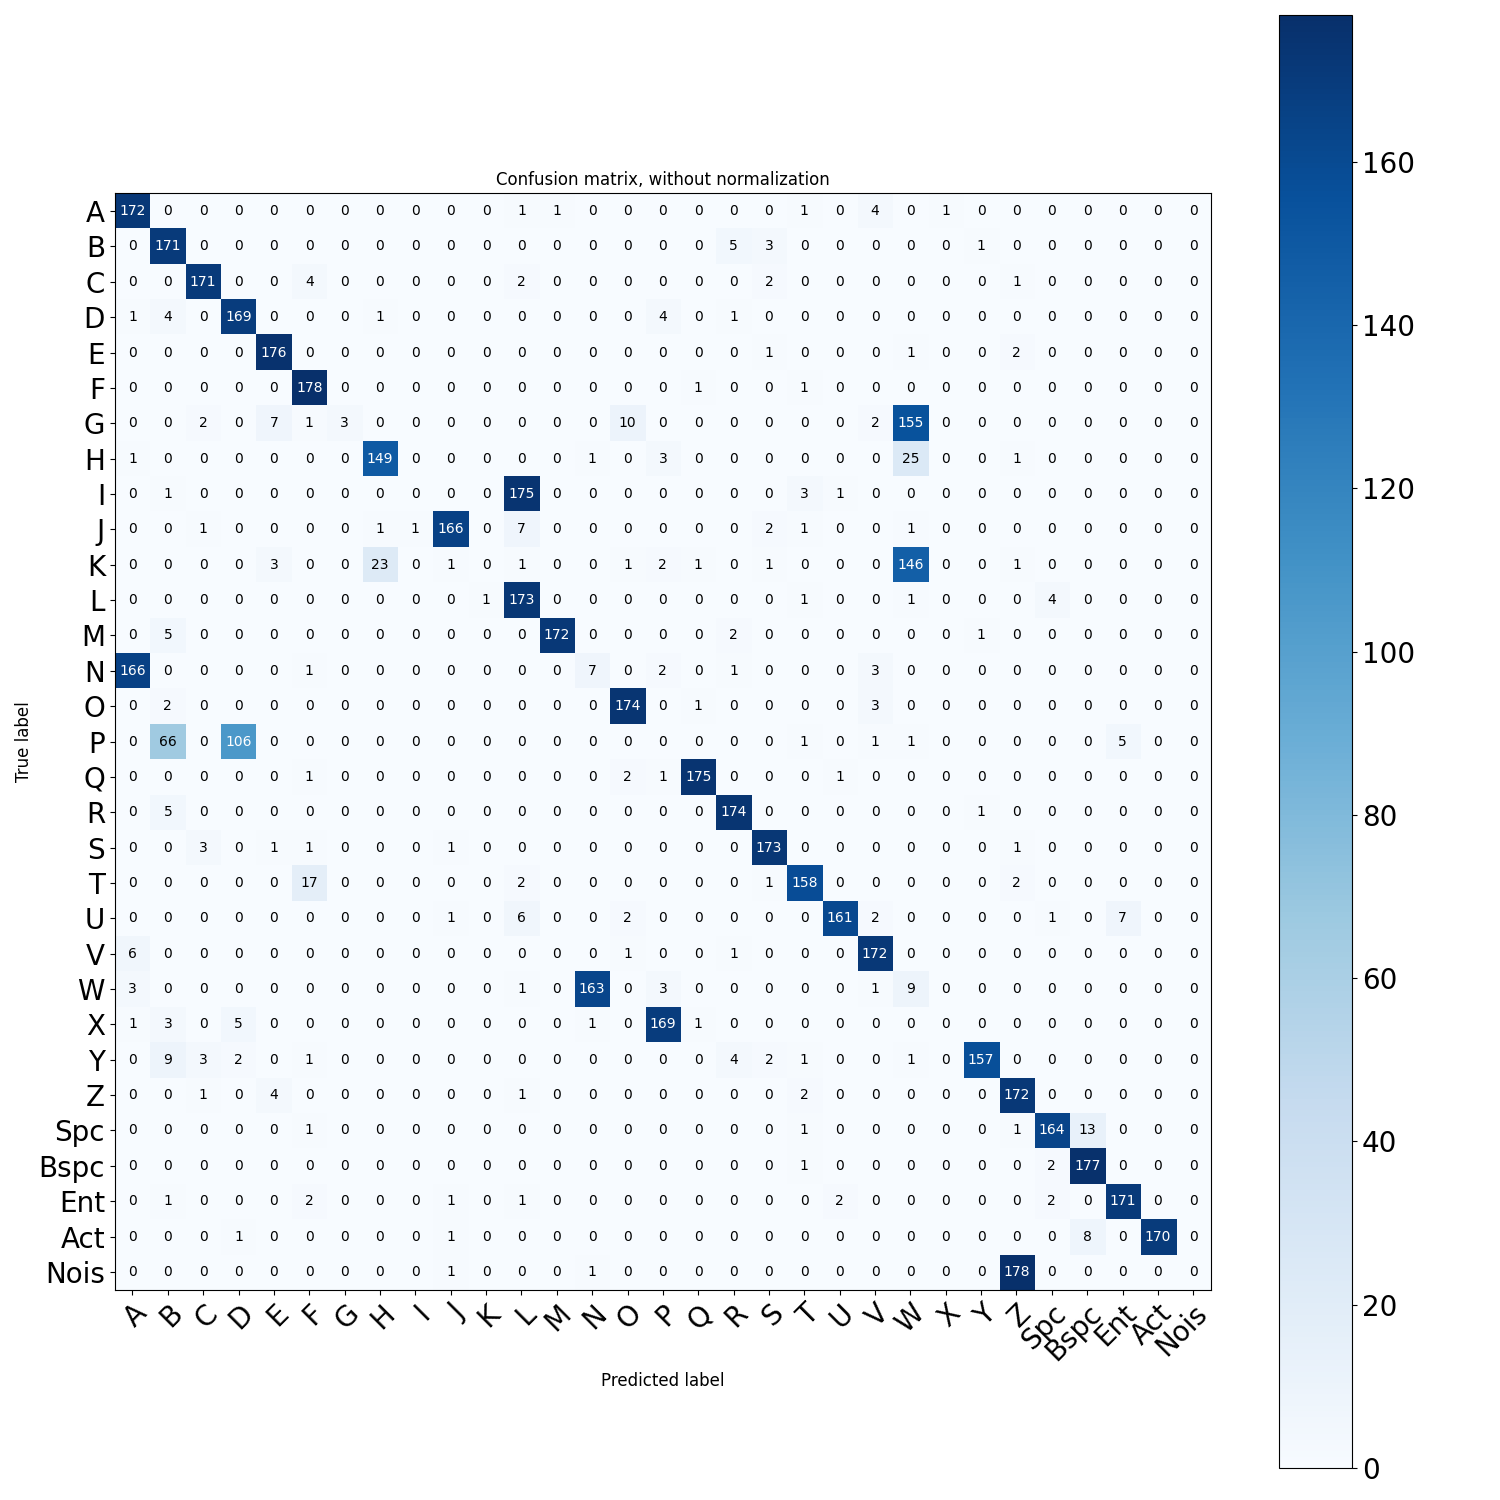 Confusion matrix, without normalization
A 172 0 0 0 0 0 0 0 0 0 0 1 1 0 0 0 0 0 0 1 0 4 0 1 0 0 0 0 0 0 0
B 0 171 0 0 0 0 0 0 0 0 0 0 0 0 0 0 0 5 3 0 0 0 0 0 1 0 0 0 0 0 0
C 0 0 171 0 0 4 0 0 0 0 0 2 0 0 0 0 0 0 2 0 0 0 0 0 0 1 0 0 0 0 0
D 1 4 0 169 0 0 0 1 0 0 0 0 0 0 0 4 0 1 0 0 0 0 0 0 0 0 0 0 0 0 0
E 0 0 0 0 176 0 0 0 0 0 0 0 0 0 0 0 0 0 1 0 0 0 1 0 0 2 0 0 0 0 0
F 0 0 0 0 0 178 0 0 0 0 0 0 0 0 0 0 1 0 0 1 0 0 0 0 0 0 0 0 0 0 0
G 0 0 2 0 7 1 3 0 0 0 0 0 0 0 10 0 0 0 0 0 0 2 155 0 0 0 0 0 0 0 0
H 1 0 0 0 0 0 0 149 0 0 0 0 0 1 0 3 0 0 0 0 0 0 25 0 0 1 0 0 0 0 0
I 0 1 0 0 0 0 0 0 0 0 0 175 0 0 0 0 0 0 0 3 1 0 0 0 0 0 0 0 0 0 0
J 0 0 1 0 0 0 0 1 1 166 0 7 0 0 0 0 0 0 2 1 0 0 1 0 0 0 0 0 0 0 0
K 0 0 0 0 3 0 0 23 0 1 0 1 0 0 1 2 1 0 1 0 0 0 146 0 0 1 0 0 0 0 0
L 0 0 0 0 0 0 0 0 0 0 1 173 0 0 0 0 0 0 0 1 0 0 1 0 0 0 4 0 0 0 0
M 0 5 0 0 0 0 0 0 0 0 0 0 172 0 0 0 0 2 0 0 0 0 0 0 1 0 0 0 0 0 0
N 166 0 0 0 0 1 0 0 0 0 0 0 0 7 0 2 0 1 0 0 0 3 0 0 0 0 0 0 0 0 0
O 0 2 0 0 0 0 0 0 0 0 0 0 0 0 174 0 1 0 0 0 0 3 0 0 0 0 0 0 0 0 0
P 0 66 0 106 0 0 0 0 0 0 0 0 0 0 0 0 0 0 0 1 0 1 1 0 0 0 0 0 5 0 0
Q 0 0 0 0 0 1 0 0 0 0 0 0 0 0 2 1 175 0 0 0 1 0 0 0 0 0 0 0 0 0 0
R 0 5 0 0 0 0 0 0 0 0 0 0 0 0 0 0 0 174 0 0 0 0 0 0 1 0 0 0 0 0 0
S 0 0 3 0 1 1 0 0 0 1 0 0 0 0 0 0 0 0 173 0 0 0 0 0 0 1 0 0 0 0 0
T 0 0 0 0 0 17 0 0 0 0 0 2 0 0 0 0 0 0 1 158 0 0 0 0 0 2 0 0 0 0 0
U 0 0 0 0 0 0 0 0 0 1 0 6 0 0 2 0 0 0 0 0 161 2 0 0 0 0 1 0 7 0 0
V 6 0 0 0 0 0 0 0 0 0 0 0 0 0 1 0 0 1 0 0 0 172 0 0 0 0 0 0 0 0 0
W 3 0 0 0 0 0 0 0 0 0 0 1 0 163 0 3 0 0 0 0 0 1 9 0 0 0 0 0 0 0 0
X 1 3 0 5 0 0 0 0 0 0 0 0 0 1 0 169 1 0 0 0 0 0 0 0 0 0 0 0 0 0 0
Y 0 9 3 2 0 1 0 0 0 0 0 0 0 0 0 0 0 4 2 1 0 0 1 0 157 0 0 0 0 0 0
Z 0 0 1 0 4 0 0 0 0 0 0 1 0 0 0 0 0 0 0 2 0 0 0 0 0 172 0 0 0 0 0
Spc 0 0 0 0 0 1 0 0 0 0 0 0 0 0 0 0 0 0 0 1 0 0 0 0 0 1 164 13 0 0 0
Bspc 0 0 0 0 0 0 0 0 0 0 0 0 0 0 0 0 0 0 0 1 0 0 0 0 0 0 2 177 0 0 0
Ent 0 1 0 0 0 2 0 0 0 1 0 1 0 0 0 0 0 0 0 0 2 0 0 0 0 0 2 0 171 0 0
Act 0 0 0 1 0 0 0 0 0 1 0 0 0 0 0 0 0 0 0 0 0 0 0 0 0 0 0 8 0 170 0
Nois 0 0 0 0 0 0 0 0 0 1 0 0 0 1 0 0 0 0 0 0 0 0 0 0 0 178 0 0 0 0 0
A B C D E F G H I J K L M N O P Q R S T U V W X Y Z Spc Bspc Ent Act Nois
Predicted label
True label
160
140
120
100
80
60
40
20
0